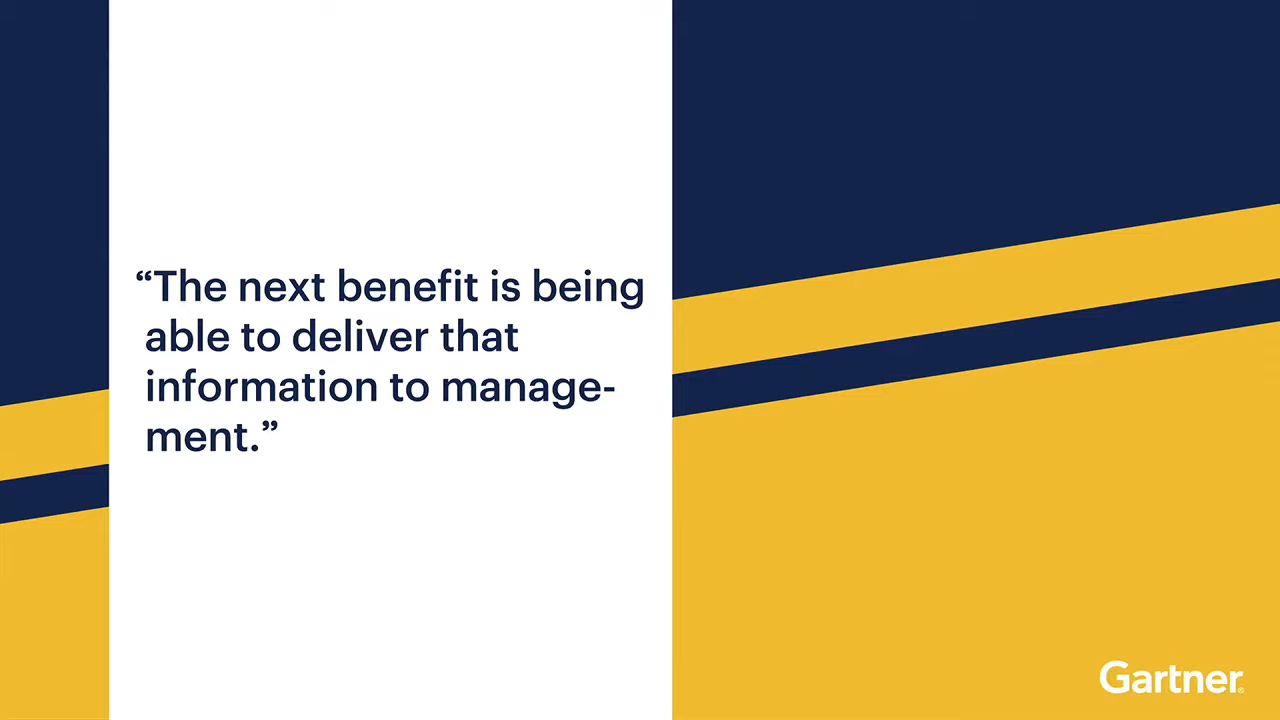 “The next benefit is being
able to deliver that
information to manage-
ment.”
Gartner®